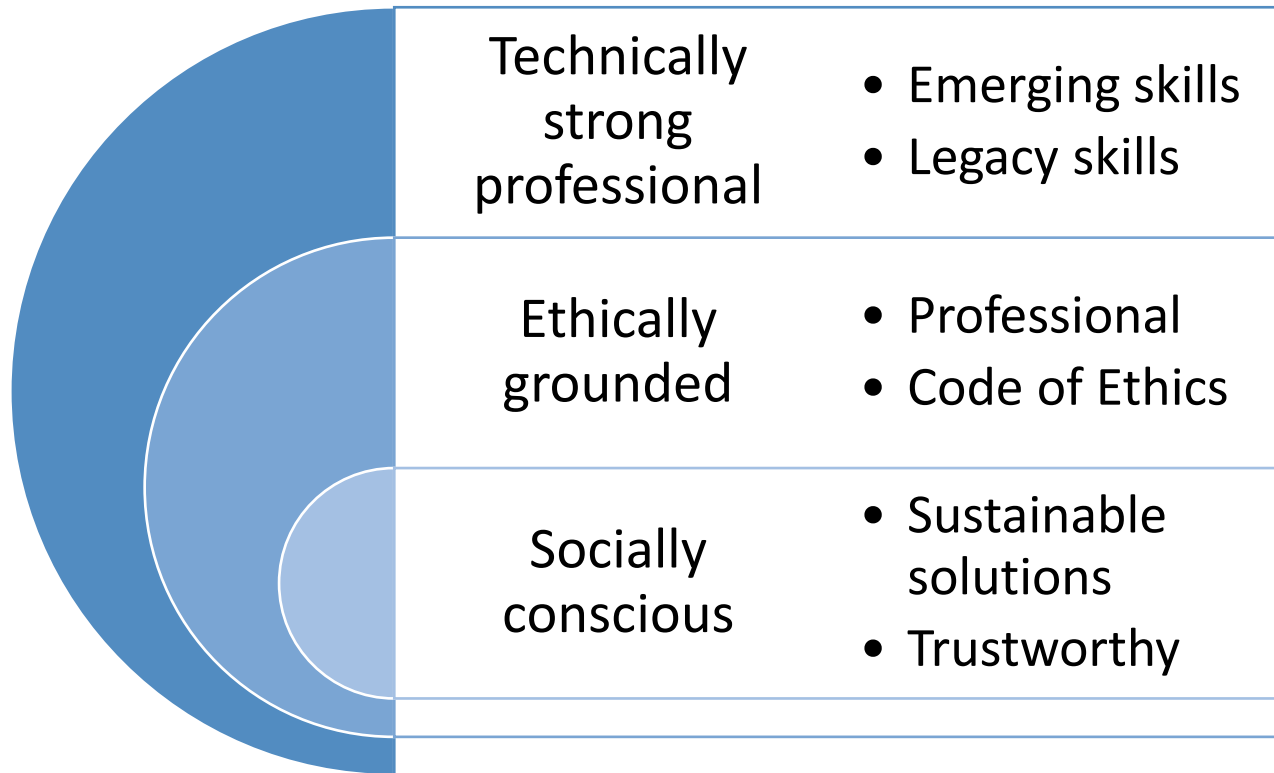 Technically
strong
professional
• Emerging skills
• Legacy skills
Ethically
grounded
• Professional
• Code of Ethics
Socially
conscious
• Sustainable
solutions
• Trustworthy